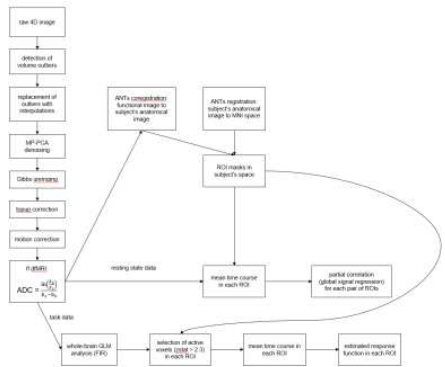 raw 4D image
detection of
volume outliers
replacement of
outliers with
interpolations
MP-PCA
denoising
Gibbs unringing
topup correction
motion correction
ADC =
ANTs coregistration
functional image to
subject's anatomical
image
ANTs registration
subject's anatomical
image to MNI space
ROI masks in
subject's space
resting state data
mean time course
in each ROI
partial correlation
(global signal regression)
for each pair of ROIs
task data
whole-brain GLM
analysis (FIR)
selection of active
voxels (zstat > 2.3)
in each ROI
mean time course
in each ROI
estimated response
function in each ROI